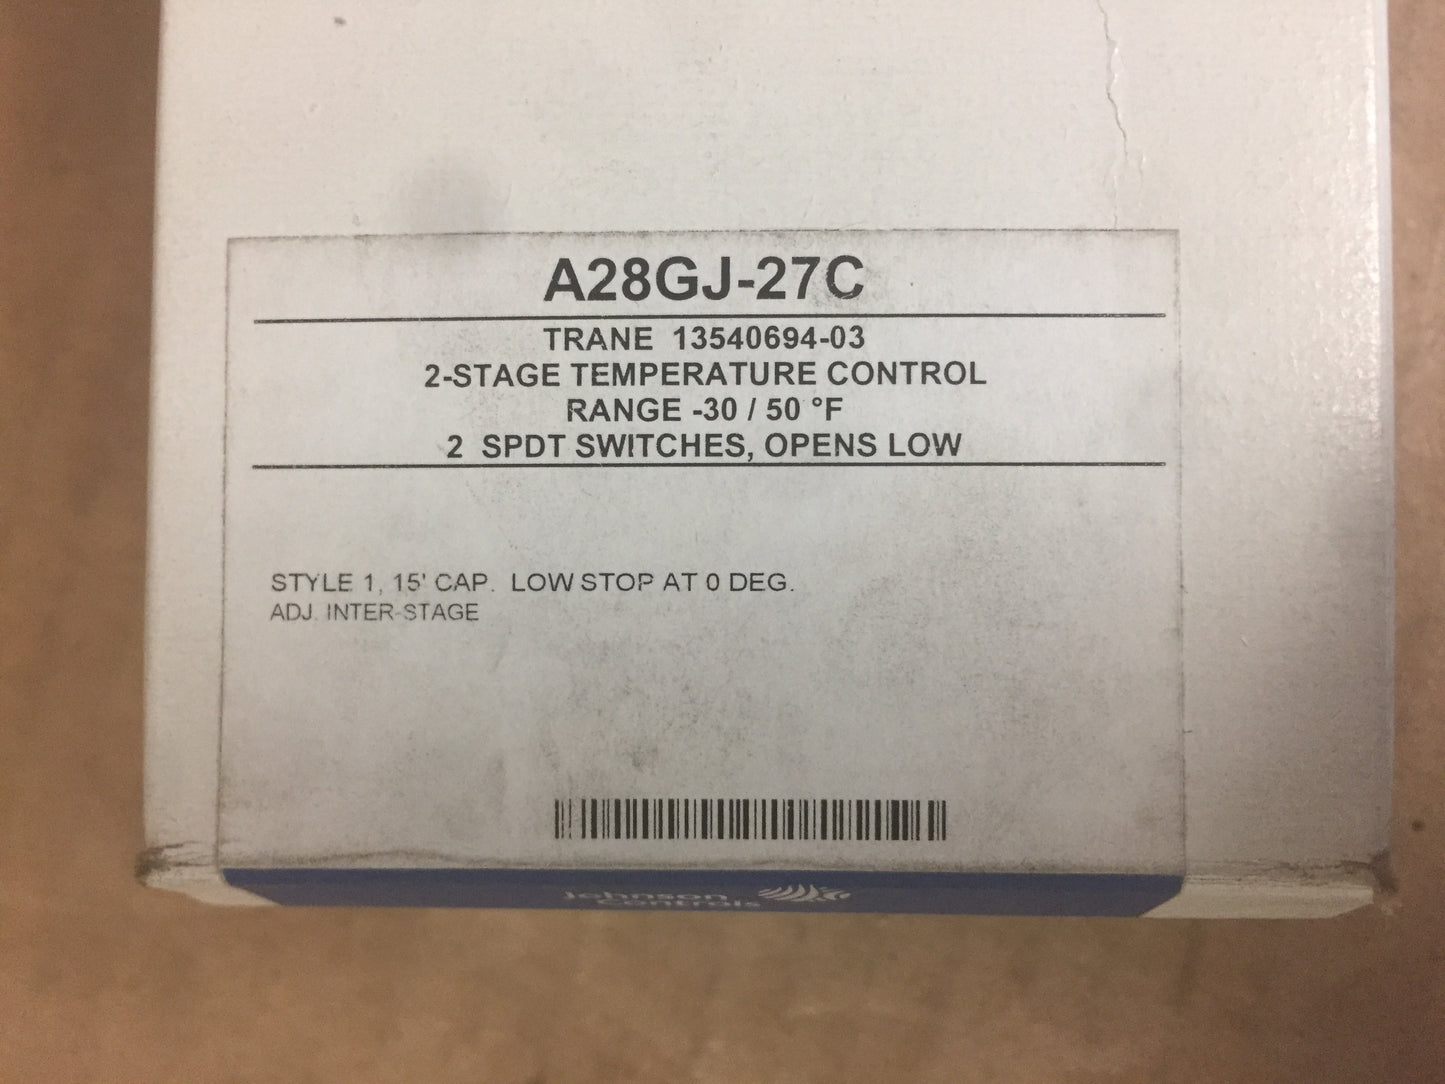 A28GJ-27C
TRANE 13540694-03
2-STAGE TEMPERATURE CONTROL
RANGE -30 / 50 °F
2 SPDT SWITCHES, OPENS LOW
STYLE 1, 15' CAP. LOW STOP AT 0 DEG.
ADJ. INTER-STAGE
Johnson
Controls